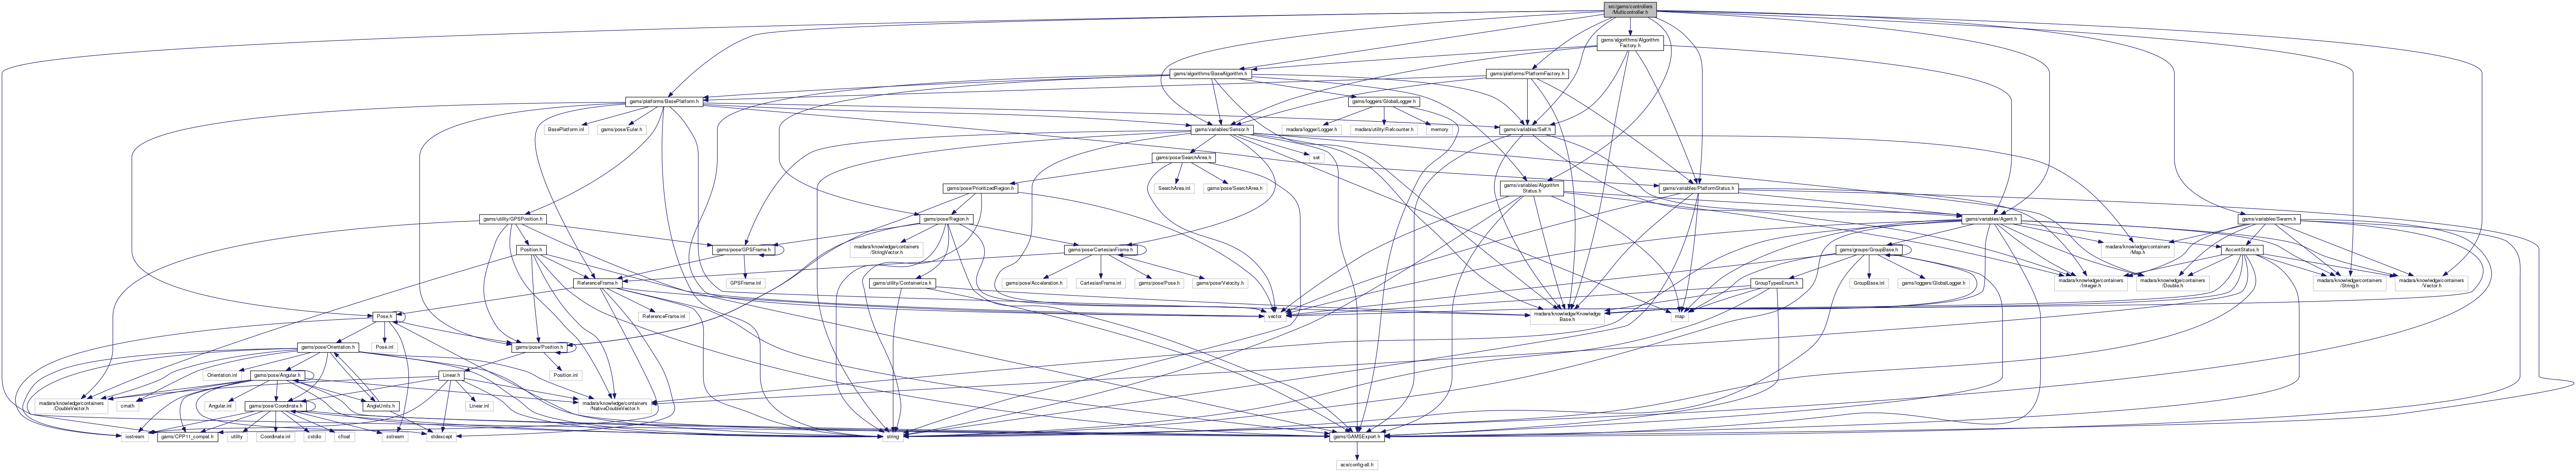 src/gams/controllers
/Multicontroller.h
gams/algorithms/Algorithm
Factory.h
gams/algorithms/BaseAlgorithm.h
gams/platforms/PlatformFactory.h
gams/platforms/BasePlatform.h
gams/loggers/GlobalLogger.h
BasePlatform.inl
gams/pose/Euler.h
gams/variables/Sensor.h
madara/logger/Logger.h
madara/utility/Refcounter.h
memory
gams/variables/Self.h
gams/pose/SearchArea.h
set
gams/pose/PrioritizedRegion.h
SearchArea.inl
gams/pose/SearchArea.h
gams/variables/Algorithm
Status.h
gams/variables/PlatformStatus.h
gams/utility/GPSPosition.h
gams/pose/Region.h
gams/variables/Agent.h
gams/variables/Swarm.h
Position.h
gams/pose/GPSFrame.h
madara/knowledge/containers
/StringVector.h
gams/pose/CartesianFrame.h
gams/groups/GroupBase.h
madara/knowledge/containers
/Map.h
AccentStatus.h
ReferenceFrame.h
GPSFrame.inl
gams/utility/Containerize.h
gams/pose/Acceleration.h
CartesianFrame.inl
gams/pose/Pose.h
gams/pose/Velocity.h
GroupTypesEnum.h
GroupBase.inl
gams/loggers/GlobalLogger.h
madara/knowledge/containers
/Integer.h
madara/knowledge/containers
/Double.h
madara/knowledge/containers
/String.h
madara/knowledge/containers
/Vector.h
Pose.h
ReferenceFrame.inl
vector
madara/knowledge/Knowledge
Base.h
map
gams/pose/Orientation.h
Pose.inl
gams/pose/Position.h
Orientation.inl
gams/pose/Angular.h
Linear.h
Position.inl
madara/knowledge/containers
/DoubleVector.h
cmath
Angular.inl
gams/pose/Coordinate.h
AngleUnits.h
Linear.inl
madara/knowledge/containers
/NativeDoubleVector.h
iostream
gams/CPP11_compat.h
utility
Coordinate.inl
cstdio
cfloat
sstream
stdexcept
string
gams/GAMSExport.h
ace/config-all.h